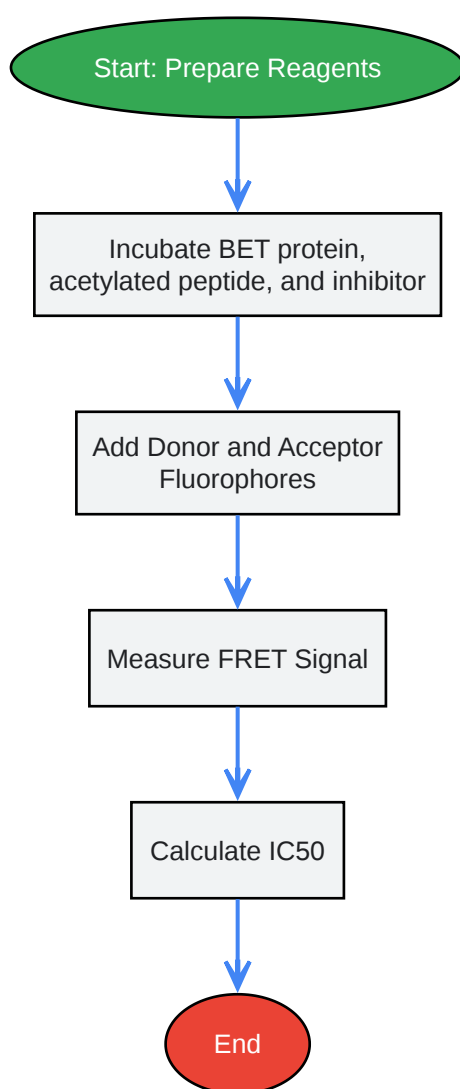 Start: Prepare Reagents
Incubate BET protein,
acetylated peptide, and inhibitor
Add Donor and Acceptor
Fluorophores
Measure FRET Signal
Calculate IC50
End